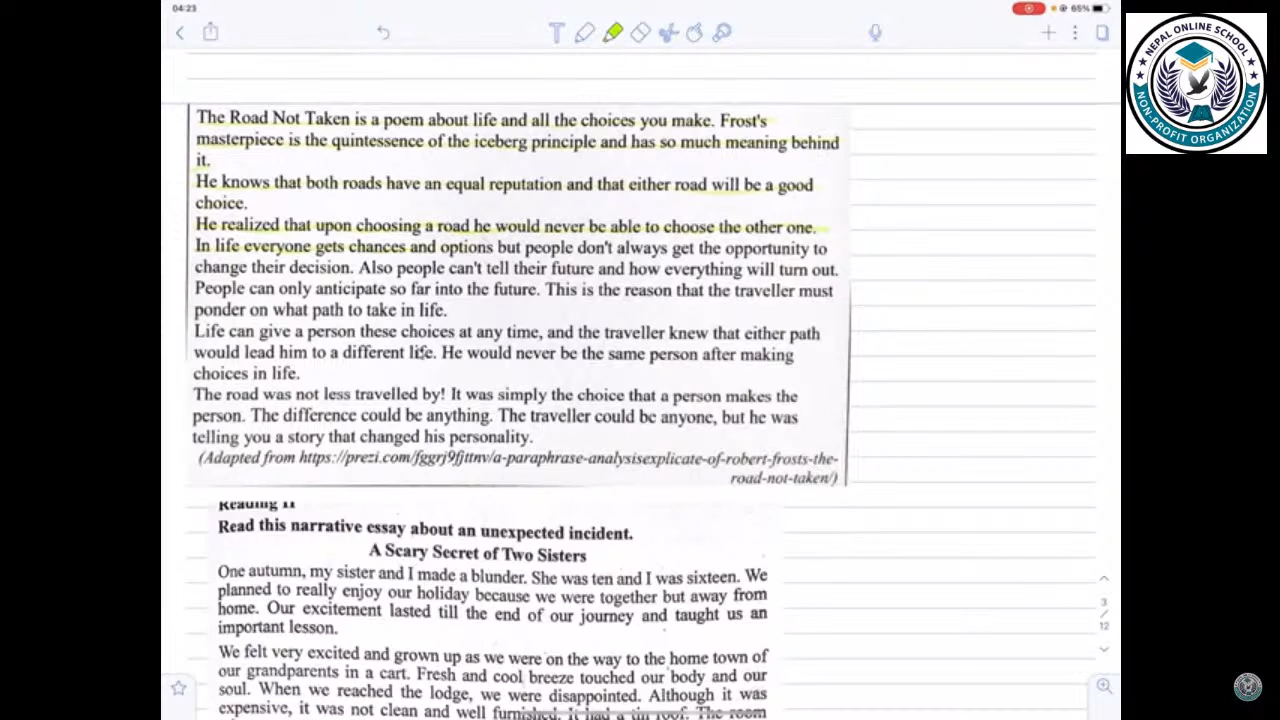 04:23
65%
NEPAL ONLINE SCHOOL
NON-PROFIT ORGANIZATION
The Road Not Taken is a poem about life and all the choices you make. Frost's
masterpiece is the quintessence of the iceberg principle and has so much meaning behind
it.
He knows that both roads have an equal reputation and that either road will be a good
choice.
He realized that upon choosing a road he would never be able to choose the other one.
In life everyone gets chances and options but people don't always get the opportunity to
change their decision. Also people can't tell their future and how everything will turn out.
People can only anticipate so far into the future. This is the reason that the traveller must
ponder on what path to take in life.
Life can give a person these choices at any time, and the traveller knew that either path
would lead him to a different life. He would never be the same person after making
choices in life.
The road was not less travelled by! It was simply the choice that a person makes the
person. The difference could be anything. The traveller could be anyone, but he was
telling you a story that changed his personality.
(Adapted from https://prezi.com/fggrj9fjttnv/a-paraphrase-analysisexplicate-of-robert-frosts-the-
road-not-taken/)
Reading II
Read this narrative essay about an unexpected incident.
A Scary Secret of Two Sisters
One autumn, my sister and I made a blunder. She was ten and I was sixteen. We
planned to really enjoy our holiday because we were together but away from
home. Our excitement lasted till the end of our journey and taught us an
important lesson.
We felt very excited and grown up as we were on the way to the home town of
our grandparents in a cart. Fresh and cool breeze touched our body and our
soul. When we reached the lodge, we were disappointed. Although it was
expensive, it was not clean and well furnished. It had a tin roof. The room
3
12